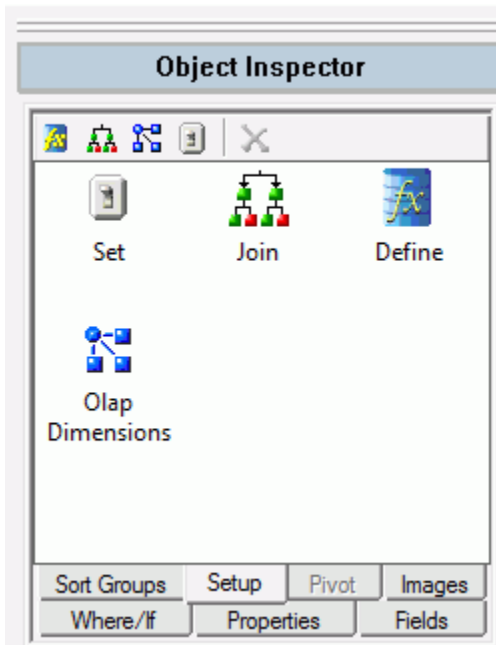 Object Inspector
Set Join Define
Olap
Dimensions
Sort Groups Setup Pivot Images
Where/If Properties Fields